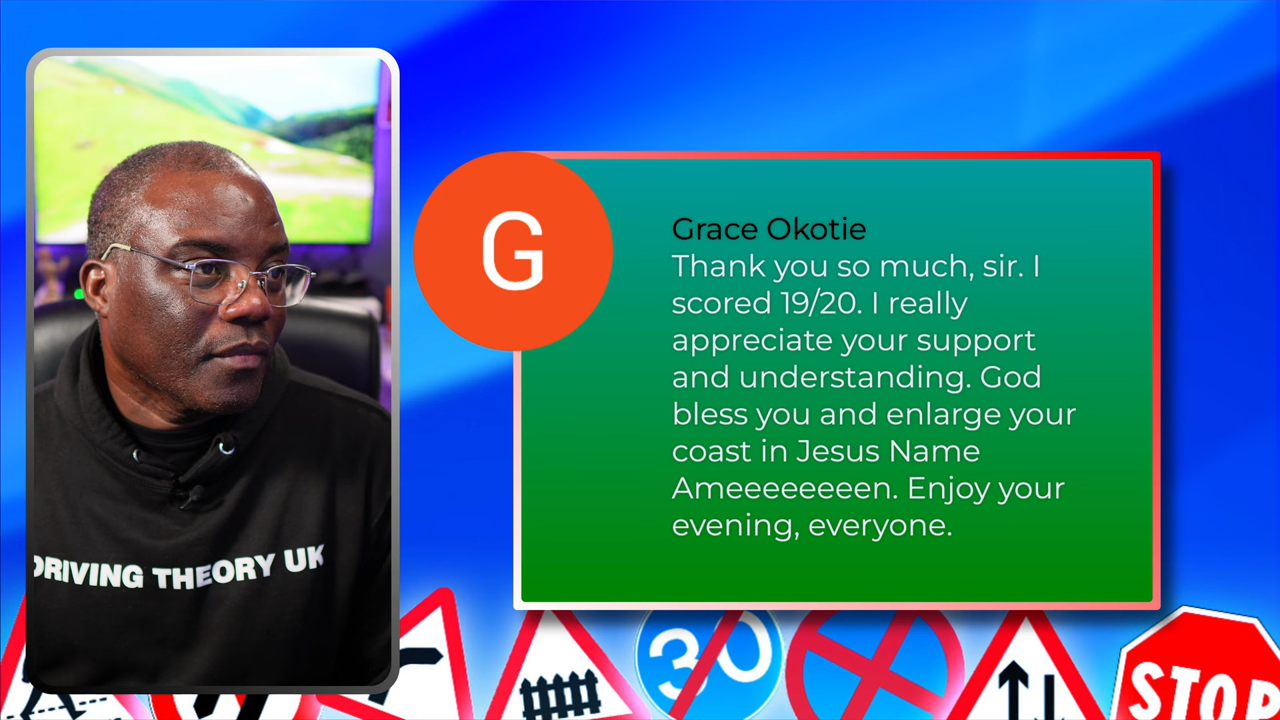 G
Grace Okotie
Thank you so much, sir. I
scored 19/20. I really
appreciate your support
and understanding. God
bless you and enlarge your
coast in Jesus Name
Ameeeeeeeen. Enjoy your
evening, everyone.
DRIVING THEORY UK
30
STOP